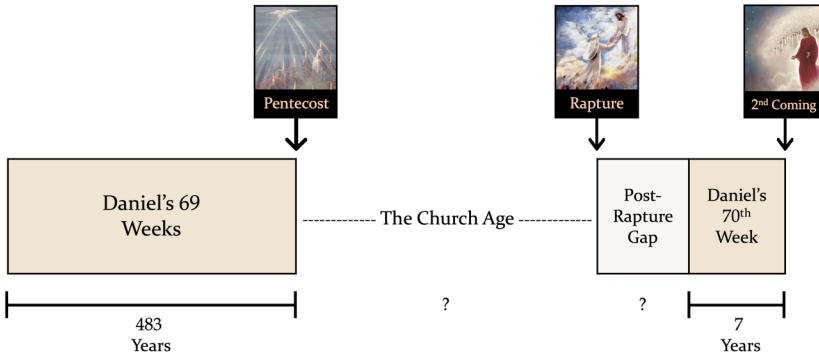 Pentecost
Rapture
2nd Coming
Daniel's 69
Weeks
The Church Age
Post-
Rapture
Gap
Daniel's
70th
Week
?
?
483
Years
7
Years